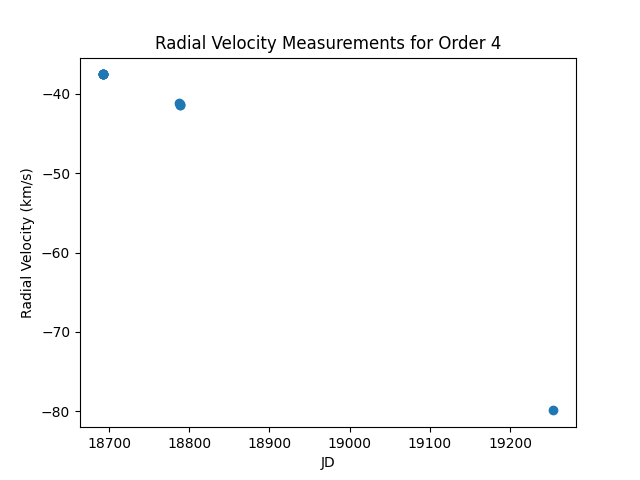 Radial Velocity Measurements for Order 4
−40
−50
−60
−70
−80
Radial Velocity (km/s)
18700 18800 18900 19000 19100 19200
JD